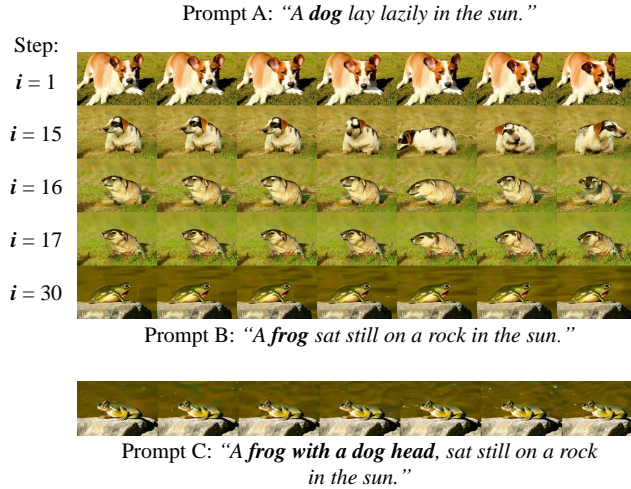 Prompt A: “A dog lay lazily in the sun.”
Step:
i = 1
i = 15
i = 16
i = 17
i = 30
Prompt B: “A frog sat still on a rock in the sun.”
Prompt C: “A frog with a dog head, sat still on a rock
in the sun.”